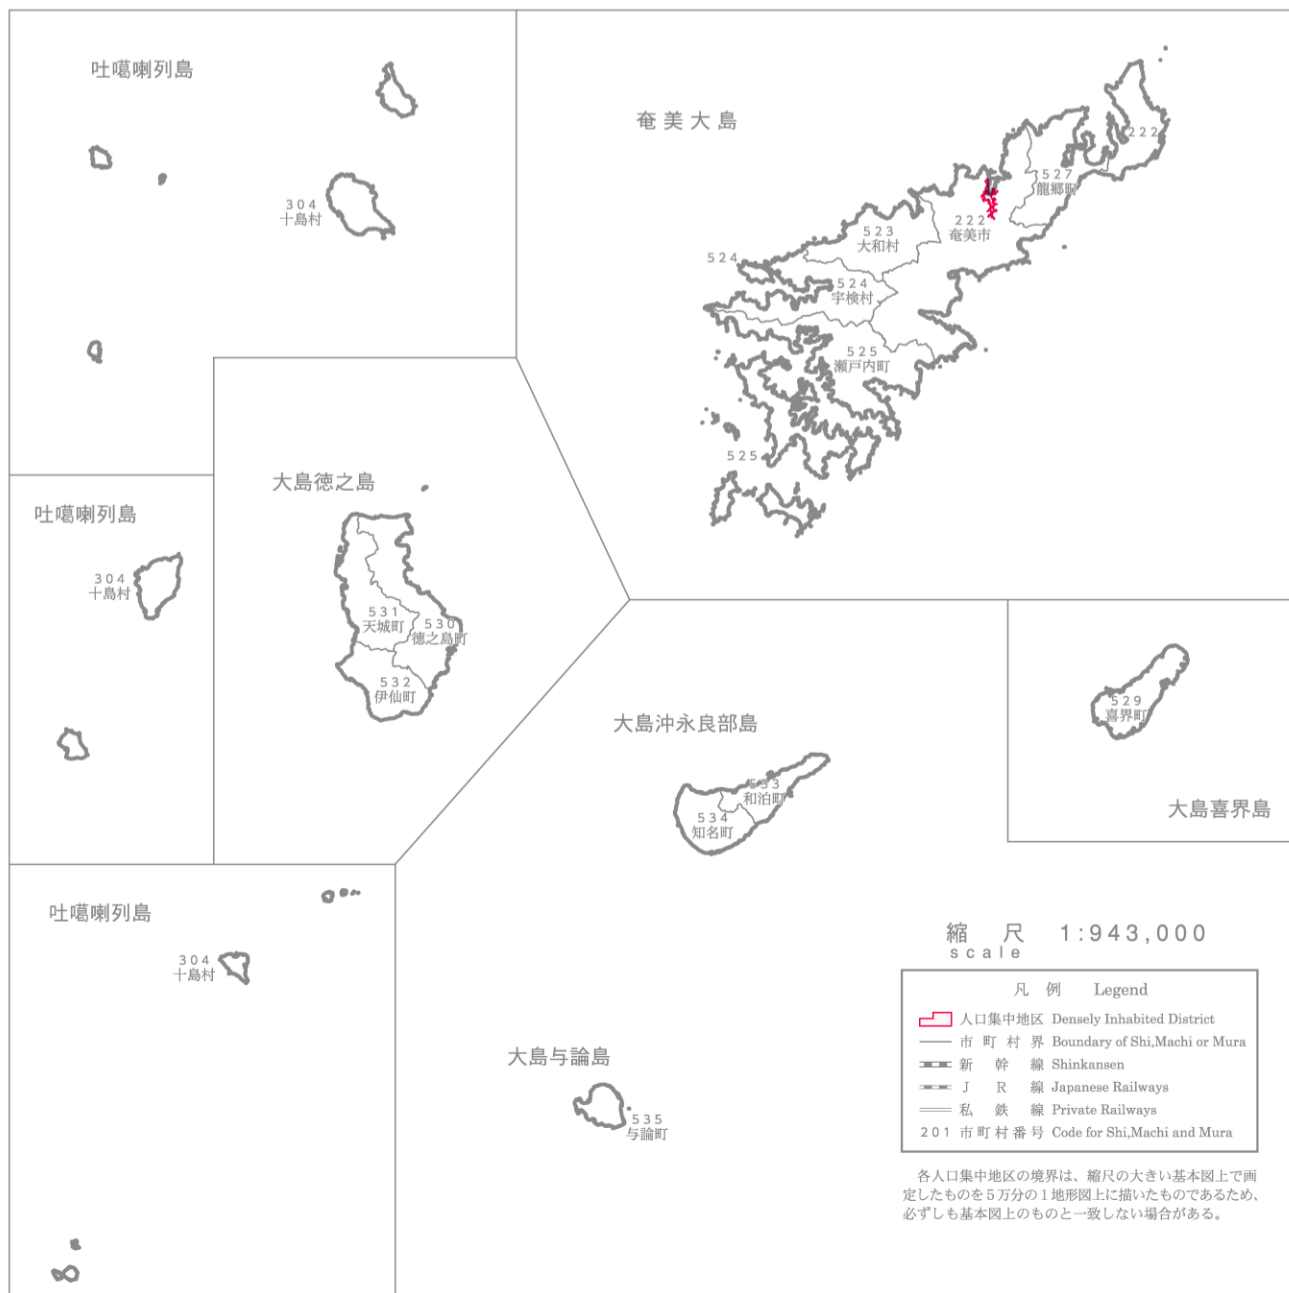 吐噶喇列島
304
十島村
奄美大島
222
527
龍郷町
222
奄美市
523
大和村
524
524
宇検村
525
瀬戸内町
525
吐噶喇列島
304
十島村
大島徳之島
531
天城町
530
徳之島町
532
伊仙町
大島沖永良部島
533
和泊町
534
知名町
529
喜界町
大島喜界島
吐噶喇列島
304
十島村
大島与論島
535
与論町
縮 尺 1:943,000
scale
凡 例 Legend
人口集中地区 Densely Inhabited District
市 町 村 界 Boundary of Shi,Machi or Mura
新 幹 線 Shinkansen
J R 線 Japanese Railways
私 鉄 線 Private Railways
201 市町村番号 Code for Shi,Machi and Mura
各人口集中地区の境界は、縮尺の大きい基本図上で画
定したものを5万分の1地形図上に描いたものであるため、
必ずしも基本図上のものと一致しない場合がある。